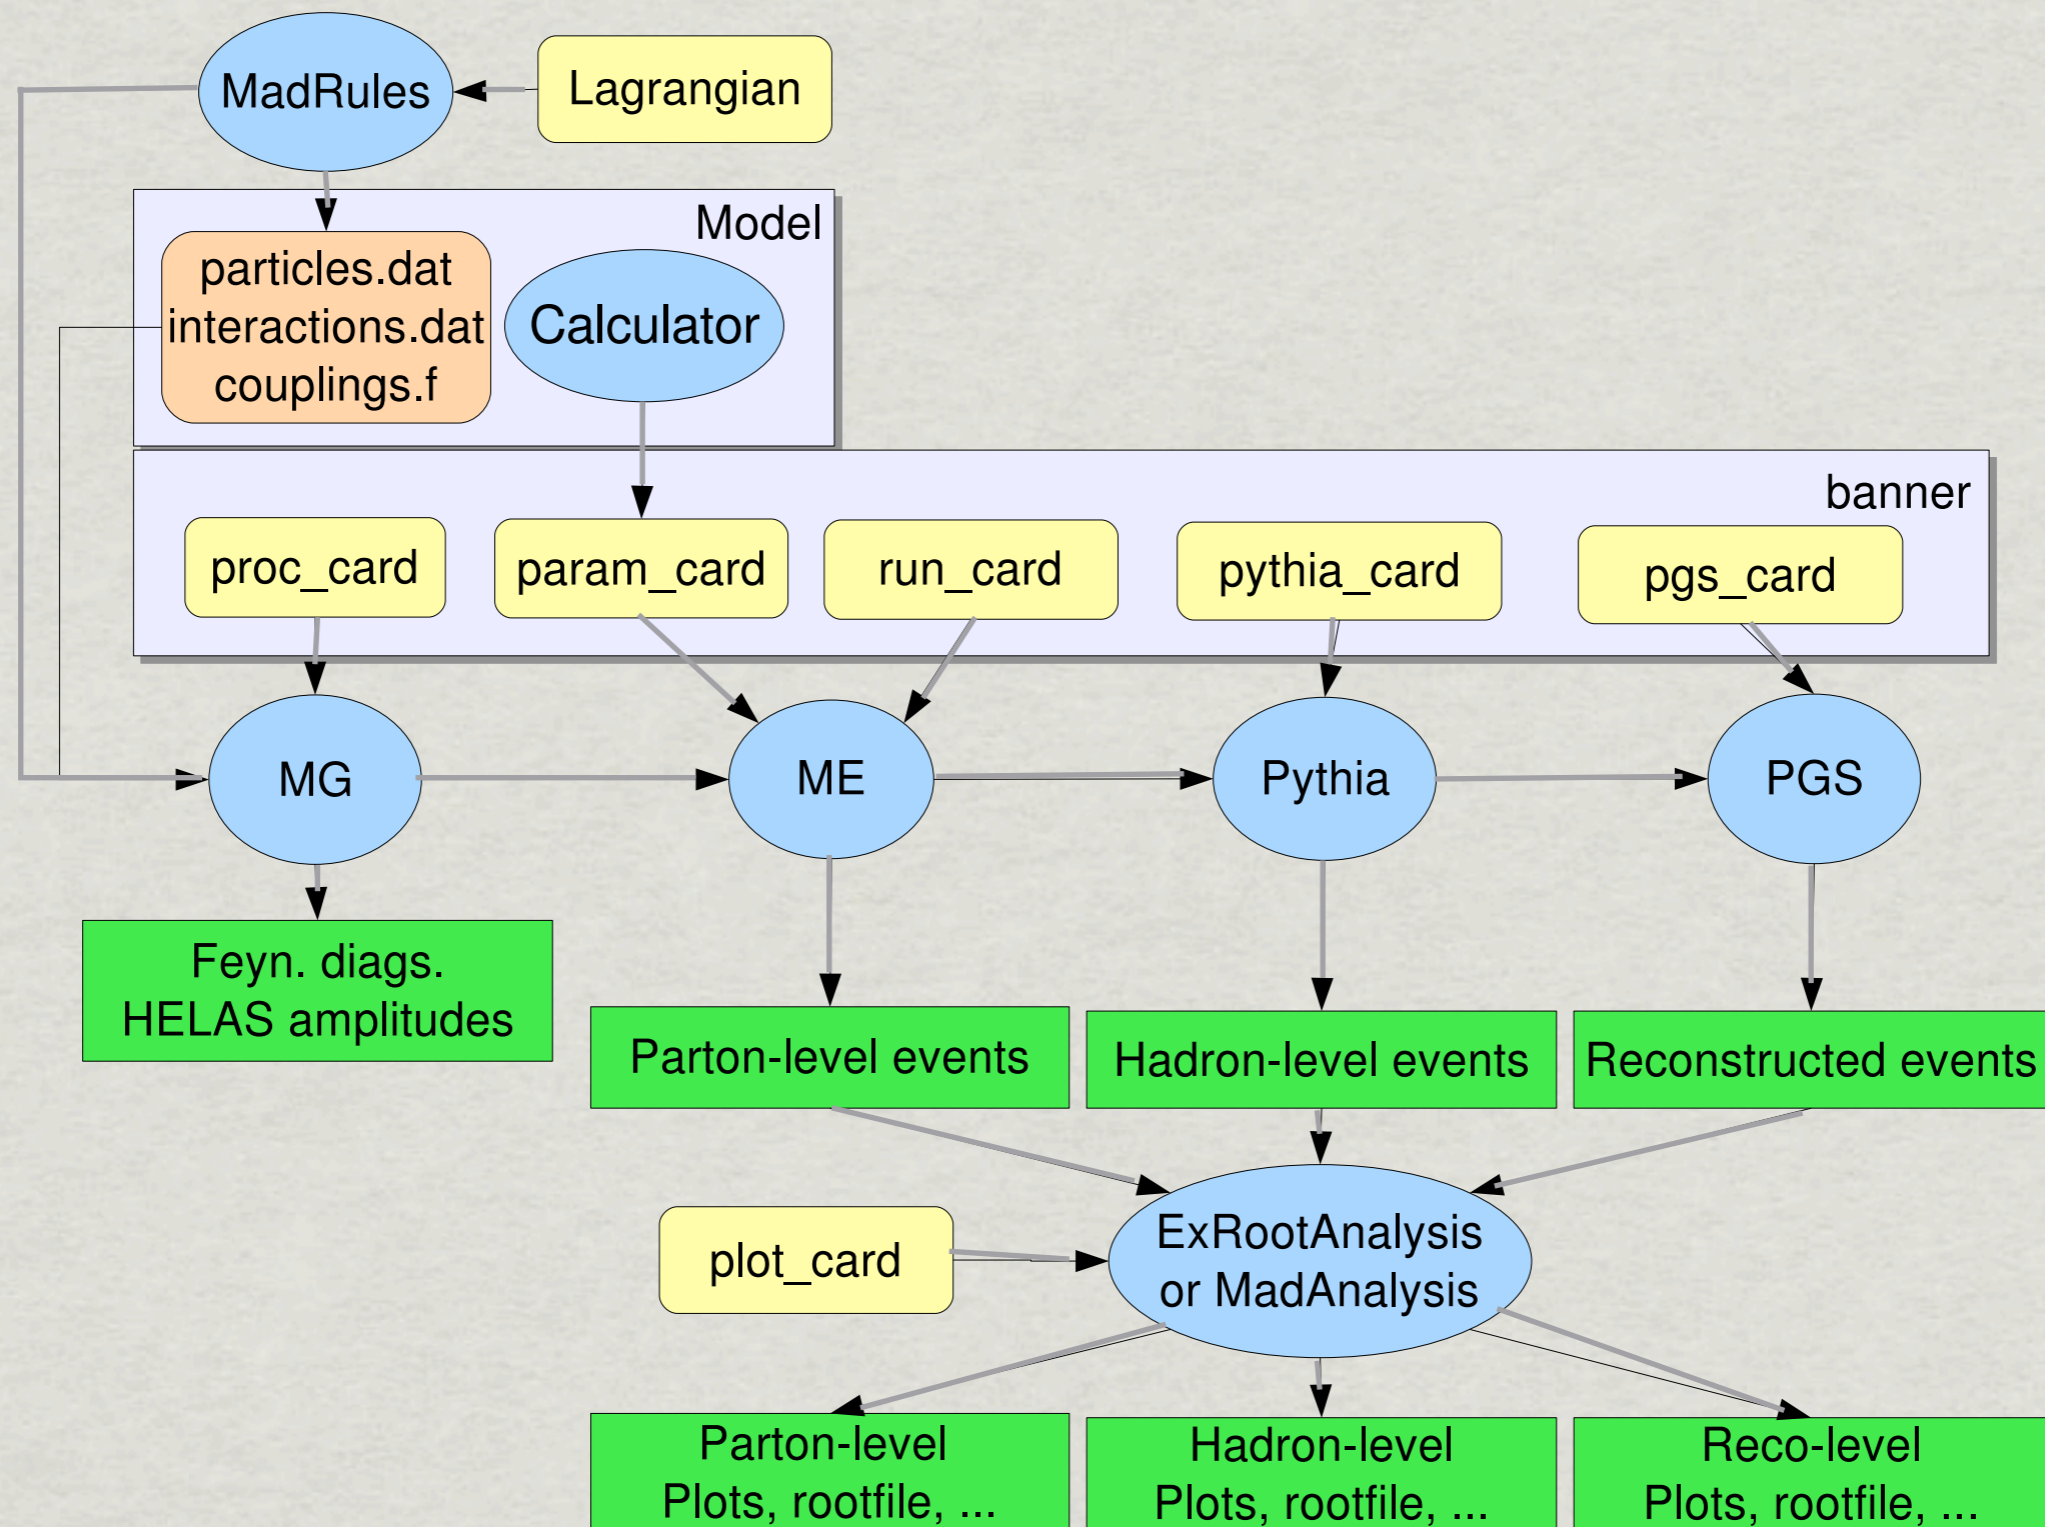 MadRules
Lagrangian
Model
particles.dat
interactions.dat
couplings.f
Calculator
banner
proc_card
param_card
run_card
pythia_card
pgs_card
MG
ME
Pythia
PGS
Feyn. diags.
HELAS amplitudes
Parton-level events
Hadron-level events
Reconstructed events
plot_card
ExRootAnalysis
or MadAnalysis
Parton-level
Plots, rootfile, ...
Hadron-level
Plots, rootfile, ...
Reco-level
Plots, rootfile, ...